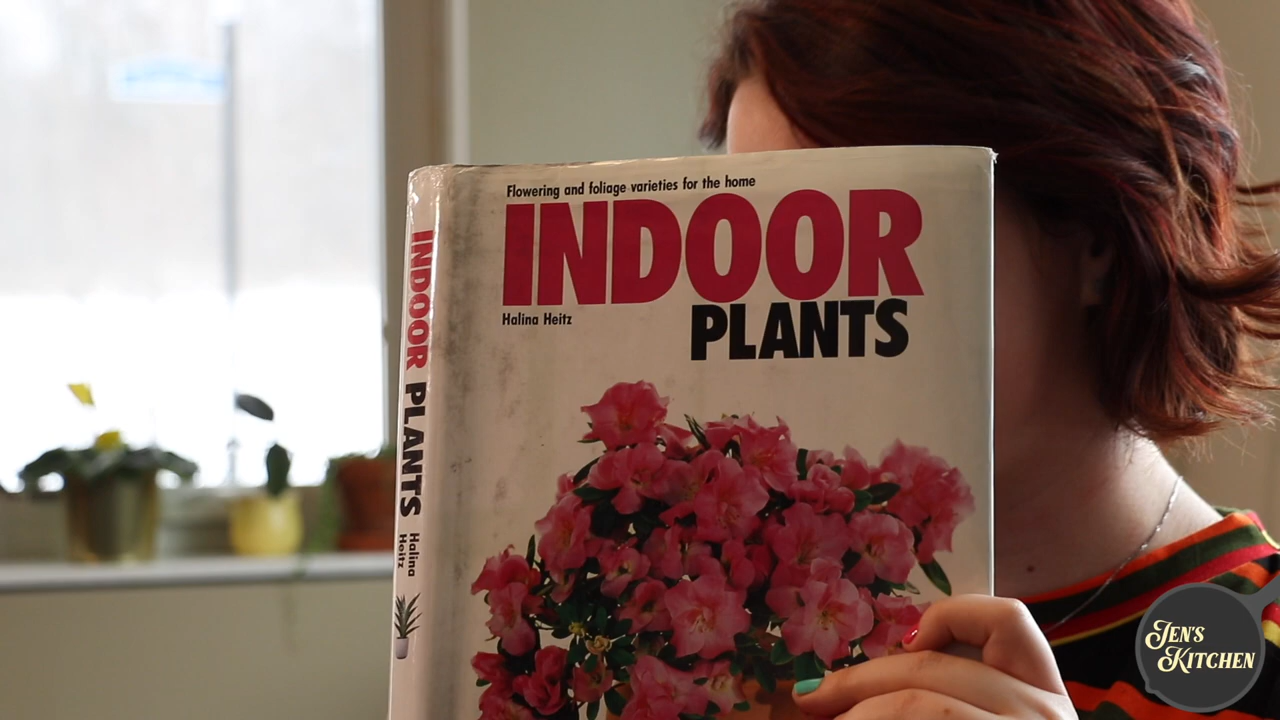 Flowering and foliage varieties for the home
INDOOR
PLANTS
Halina Heitz
INDOOR PLANTS Halina Heitz
JEN'S
KITCHEN